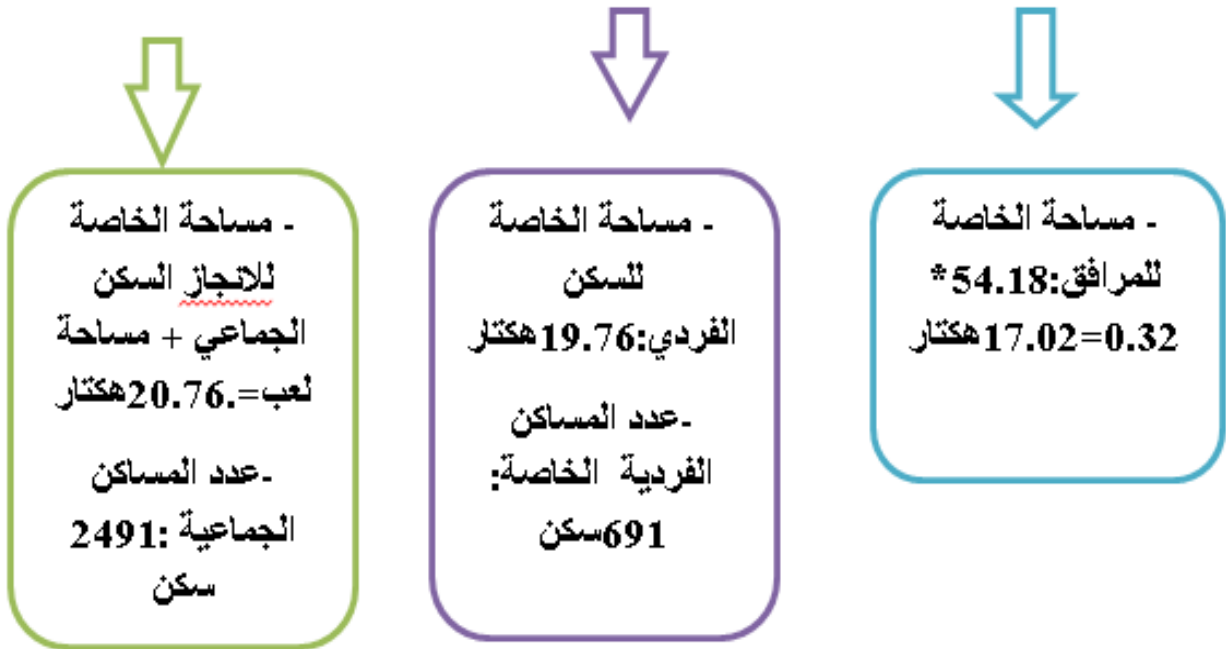 - مساحة الخاصة
للمرافق:54.18*
0.32=17.02هكتار
- مساحة الخاصة
للسكن
الفردي:19.76هكتار
-عدد المساكن
الفردية الخاصة:
691سكن
- مساحة الخاصة
للانجاز السكن
الجماعي + مساحة
لعب=.20.76هكتار
-عدد المساكن
الجماعية :2491
سكن